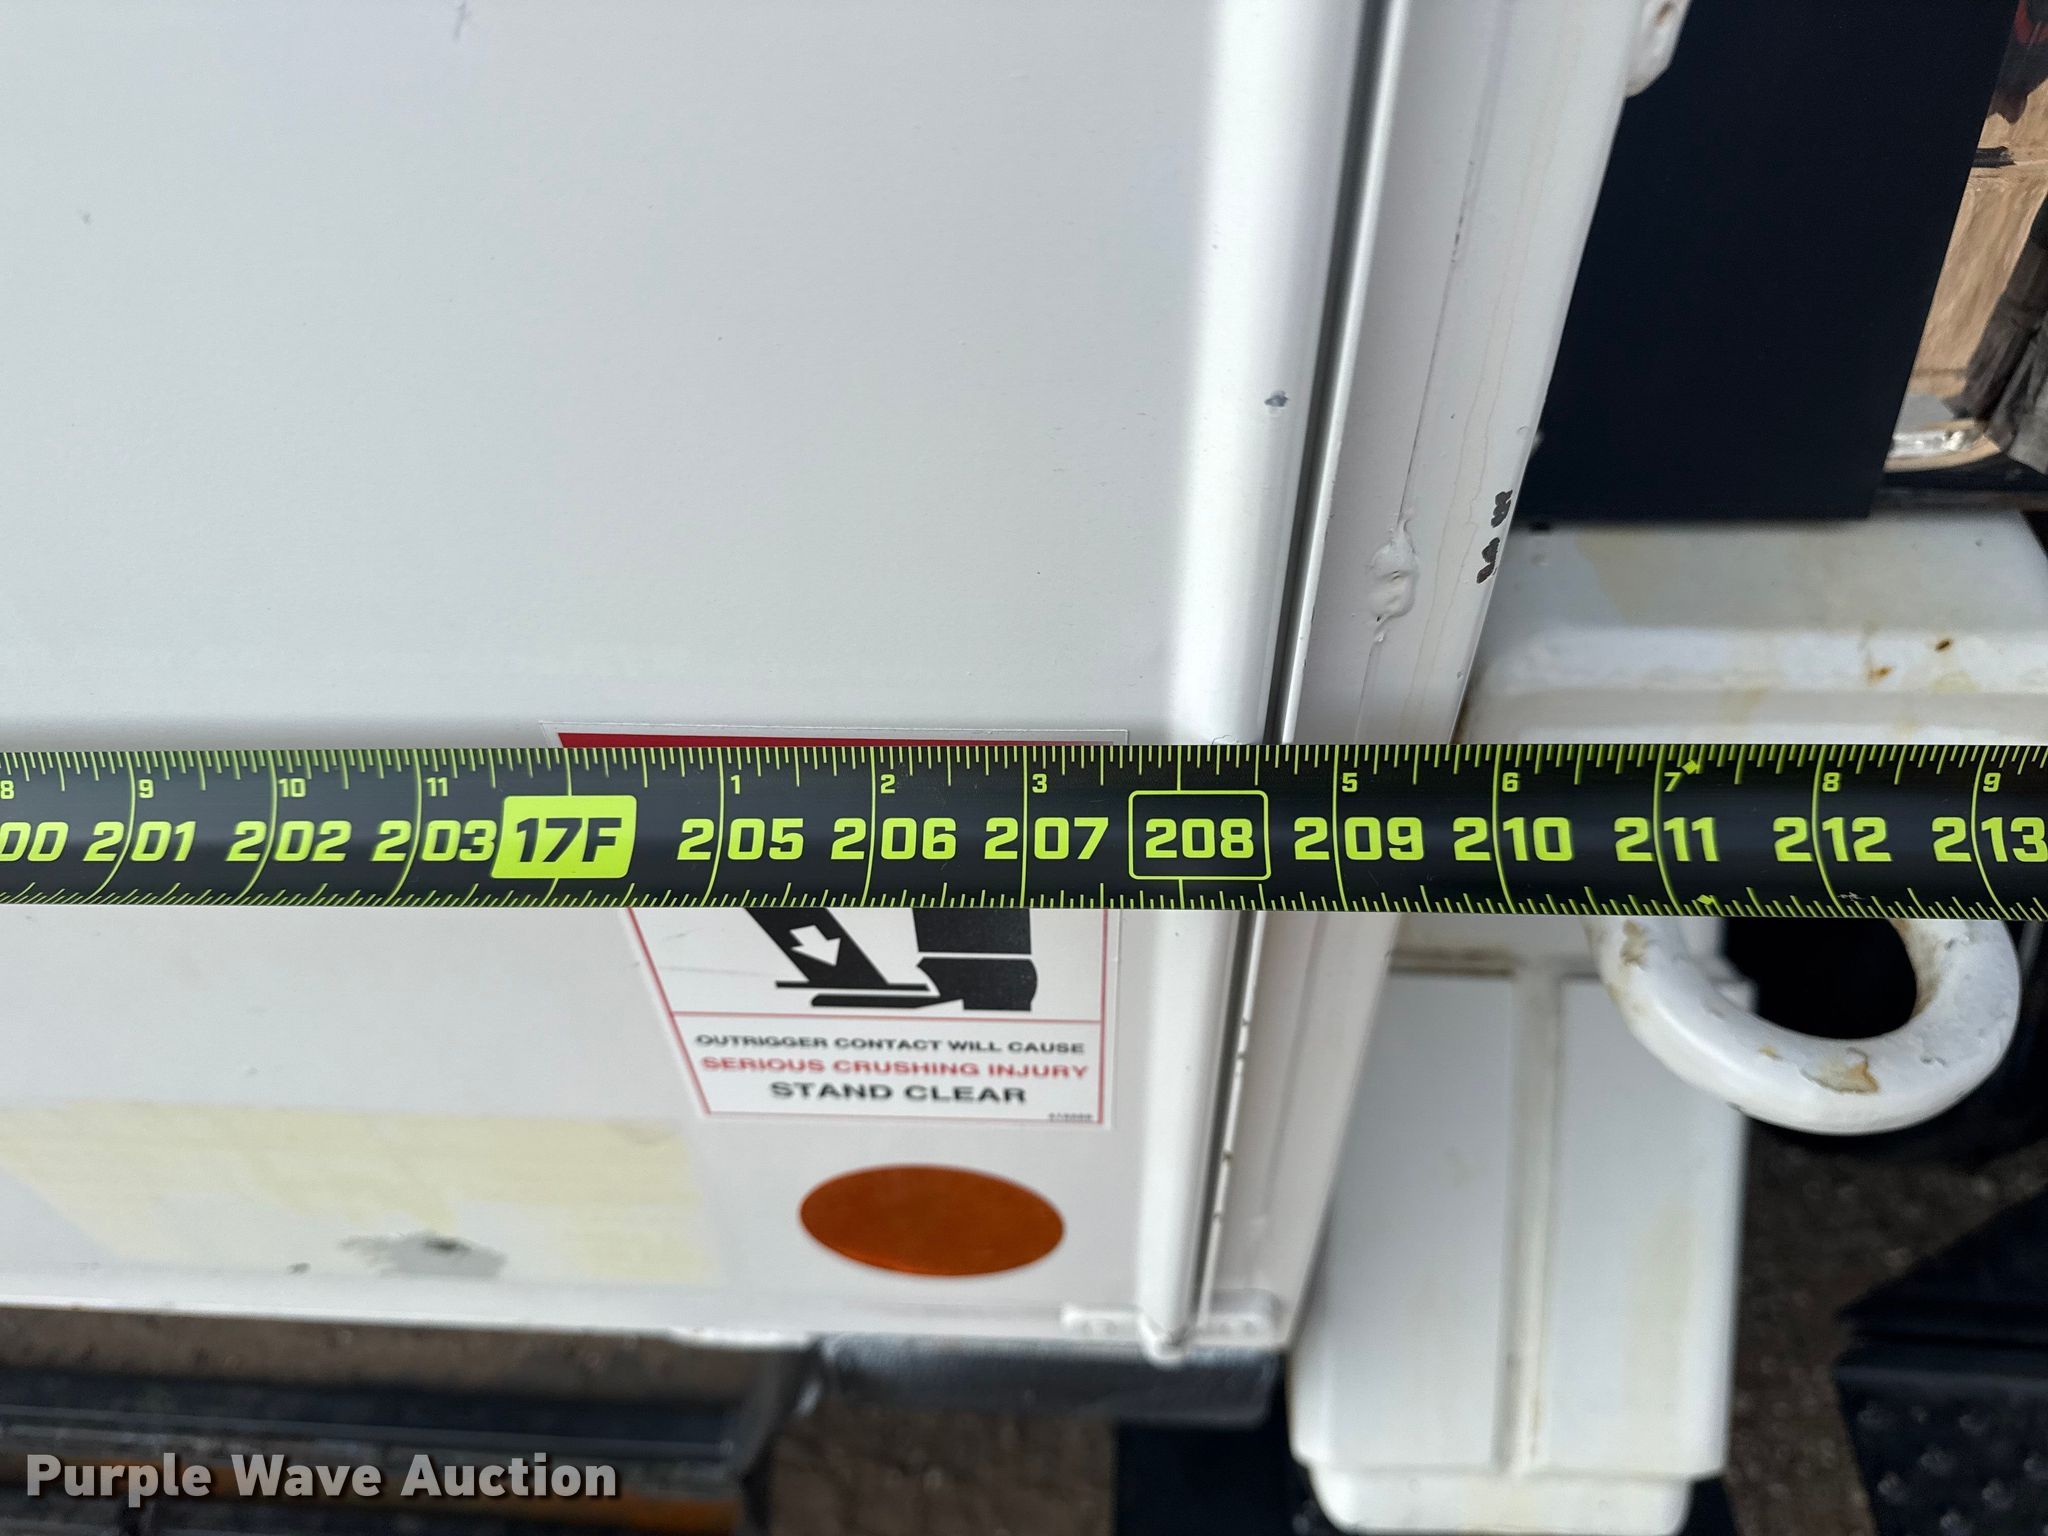 8 9 10 11 1 2 3 5 6 7 8 9
00 201 202 203 17F 205 206 207 208 209 210 211 212 213
OUTRIGGER CONTACT WILL CAUSE
SERIOUS CRUSHING INJURY
STAND CLEAR
Purple Wave Auction